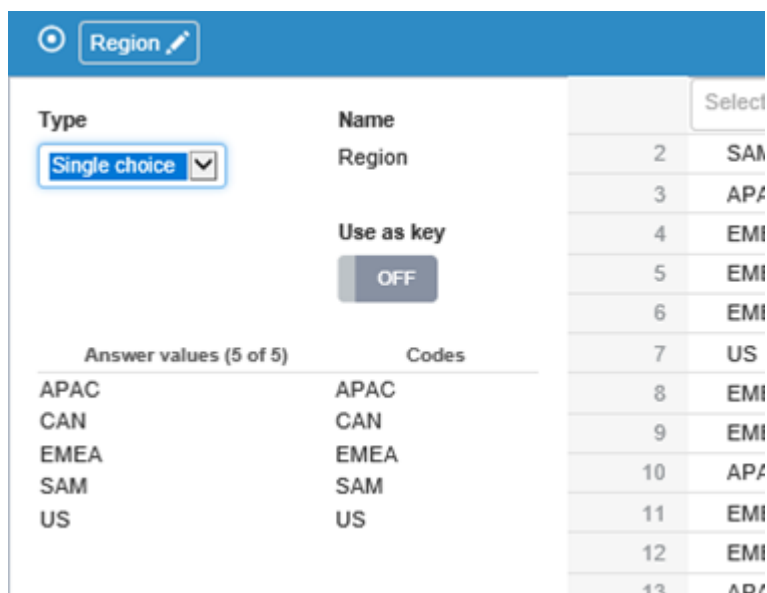 Region
Type
Name
Single choice
Region
Use as key
OFF
Answer values (5 of 5) Codes
APAC APAC
CAN CAN
EMEA EMEA
SAM SAM
US US
Select
2
3
4
5
6
7 US
8
9
10
11
12